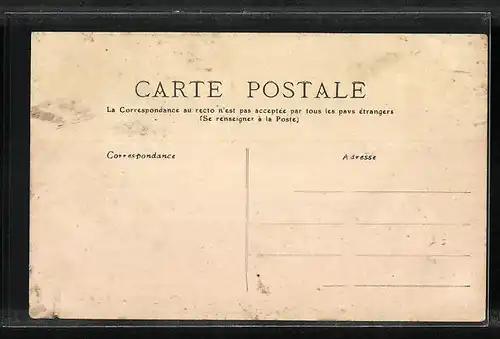 CARTE POSTALE
La Correspondance au recto n'est pas acceptée par tous les pays étrangers
(Se renseigner à la Poste)
Correspondance
Adresse